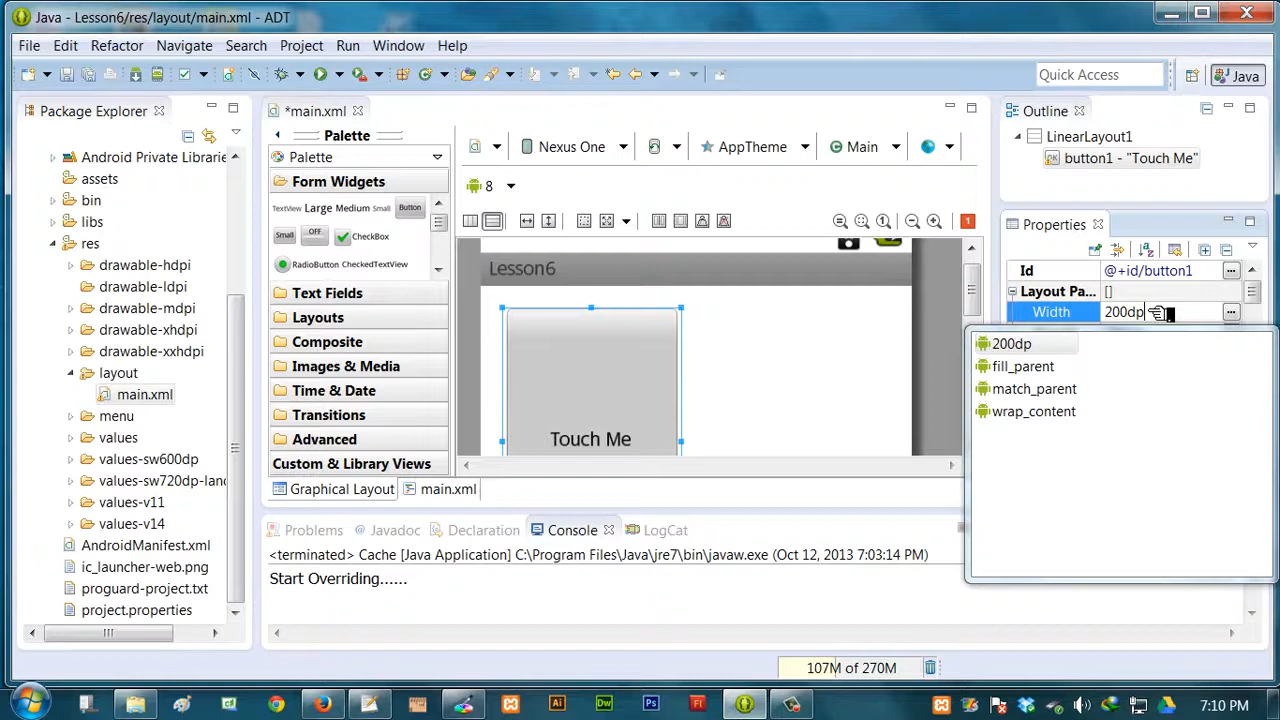 Java - Lesson6/res/layout/main.xml - ADT
File Edit Refactor Navigate Search Project Run Window Help
Quick Access
Java
Package Explorer
Android Private Librarie
assets
bin
libs
res
drawable-hdpi
drawable-ldpi
drawable-mdpi
drawable-xhdpi
drawable-xxhdpi
layout
main.xml
menu
values
values-sw600dp
values-sw720dp-lan
values-v11
values-v14
AndroidManifest.xml
ic_launcher-web.png
proguard-project.txt
project.properties
*main.xml
Palette
Palette
Form Widgets
TextView Large Medium Small Button
Small OFF CheckBox
RadioButton CheckedTextView
Text Fields
Layouts
Composite
Images & Media
Time & Date
Transitions
Advanced
Custom & Library Views
Nexus One
AppTheme
Main
8
1
1
Lesson6
Touch Me
Graphical Layout
main.xml
Outline
LinearLayout1
OK
button1 - "Touch Me"
Properties
Id @+id/button1
Layout Pa... []
Width 200dp
200dp
fill_parent
match_parent
wrap_content
Problems @ Javadoc Declaration Console LogCat
<terminated> Cache [Java Application] C:\Program Files\Java\jre7\bin\javaw.exe (Oct 12, 2013 7:03:14 PM)
Start Overriding......
107M of 270M
Ai
Dw
Ps
Fl
7:10 PM